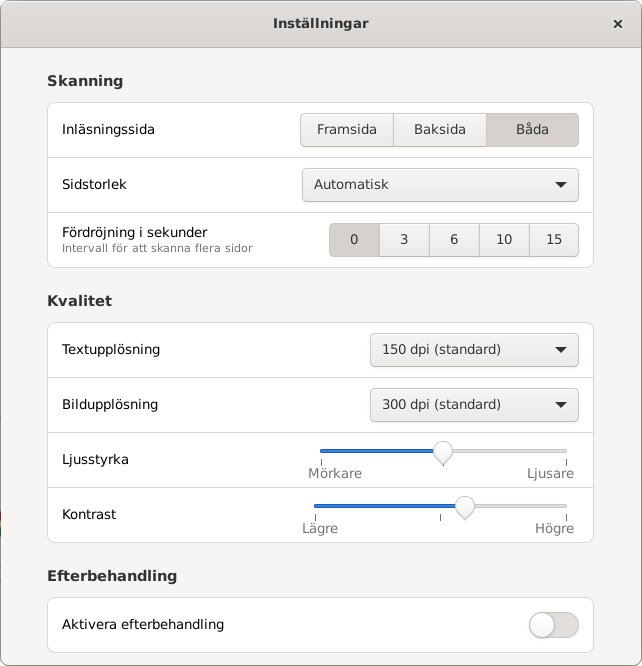 Inställningar
Skanning
Inläsningssida
Framsida Baksida Båda
Sidstorlek
Automatisk
Fördröjning i sekunder
Intervall för att skanna flera sidor
0 3 6 10 15
Kvalitet
Textupplösning
150 dpi (standard)
Bildupplösning
300 dpi (standard)
Ljusstyrka
Mörkare Ljusare
Kontrast
Lägre Högre
Efterbehandling
Aktivera efterbehandling